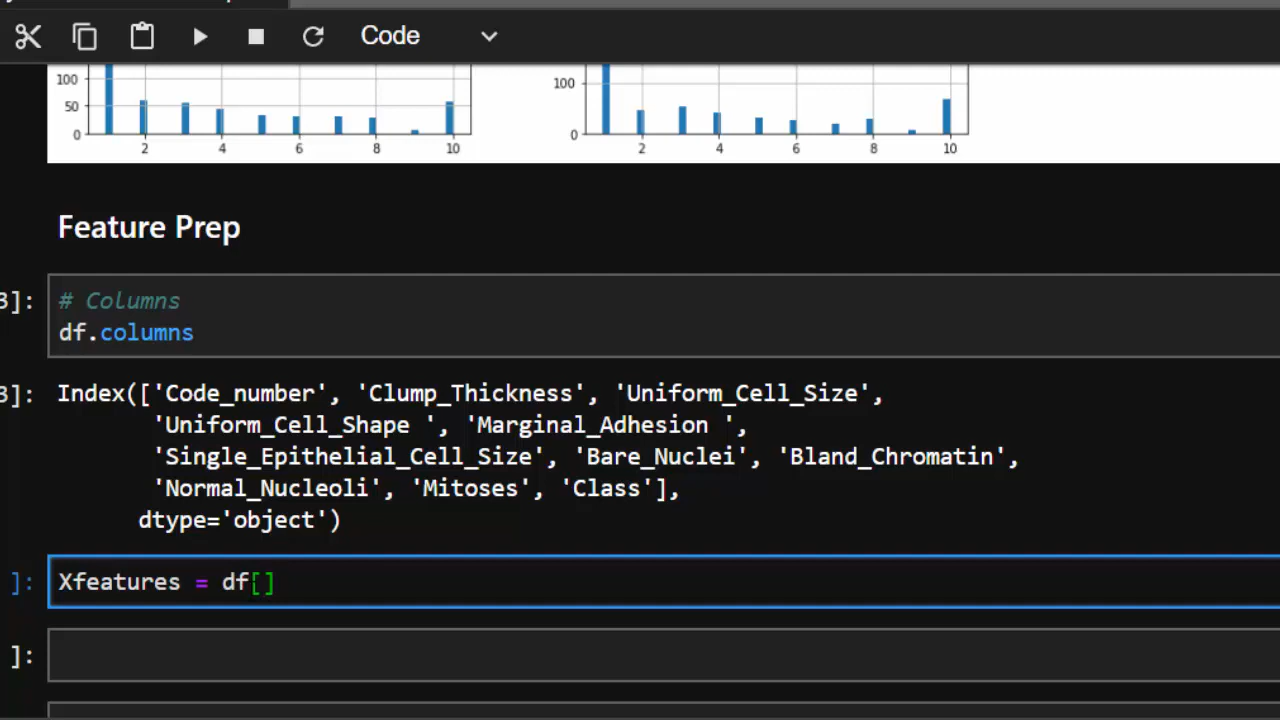 Code
100
50
0
2 4 6 8 10
100
0
2 4 6 8 10
Feature Prep
3]:
# Columns
df.columns
3]:
Index(['Code_number', 'Clump_Thickness', 'Uniform_Cell_Size',
'Uniform_Cell_Shape ', 'Marginal_Adhesion ',
'Single_Epithelial_Cell_Size', 'Bare_Nuclei', 'Bland_Chromatin',
'Normal_Nucleoli', 'Mitoses', 'Class'],
dtype='object')
]:
Xfeatures = df[]
]: